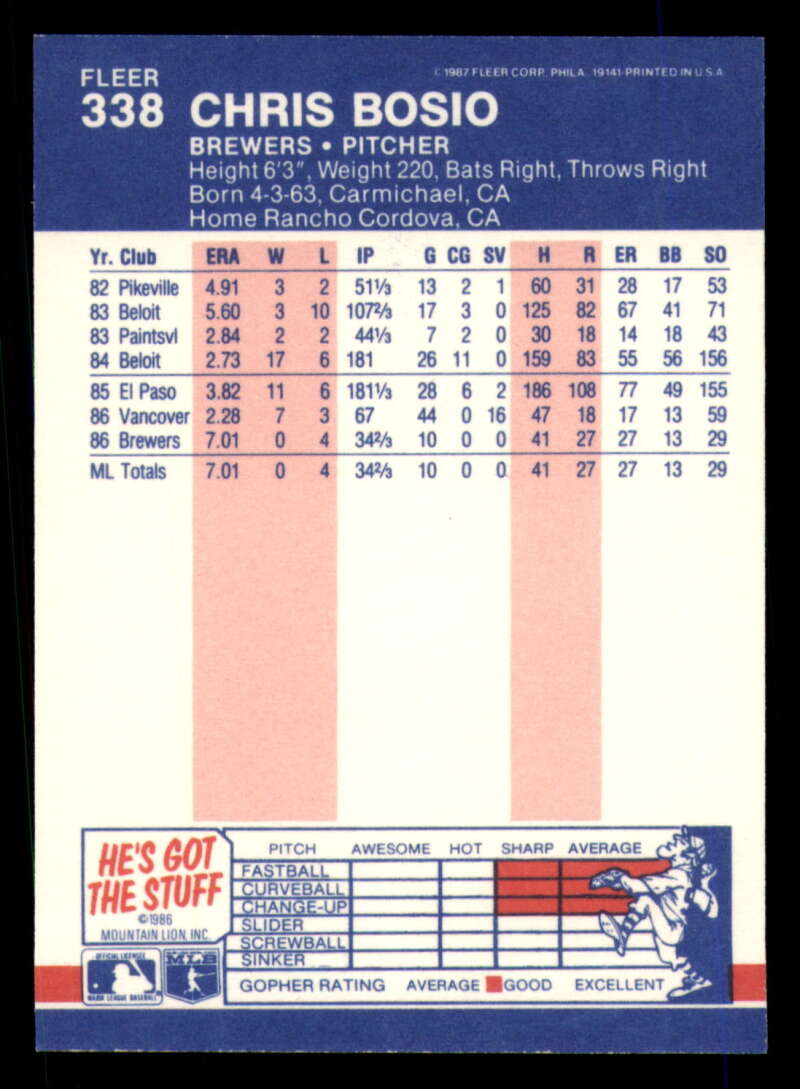 FLEER
© 1987 FLEER CORP. PHILA. 19141-PRINTED IN U.S.A.
338 CHRIS BOSIO
BREWERS • PITCHER
Height 6'3", Weight 220, Bats Right, Throws Right
Born 4-3-63, Carmichael, CA
Home Rancho Cordova, CA
Yr. Club ERA W L IP G CG SV H R ER BB SO
82 Pikeville 4.91 3 2 51⅓ 13 2 1 60 31 28 17 53
83 Beloit 5.60 3 10 107⅔ 17 3 0 125 82 67 41 71
83 Paintsvl 2.84 2 2 44⅓ 7 2 0 30 18 14 18 43
84 Beloit 2.73 17 6 181 26 11 0 159 83 55 56 156
85 El Paso 3.82 11 6 181⅓ 28 6 2 186 108 77 49 155
86 Vancover 2.28 7 3 67 44 0 16 47 18 17 13 59
86 Brewers 7.01 0 4 34⅔ 10 0 0 41 27 27 13 29
ML Totals 7.01 0 4 34⅔ 10 0 0 41 27 27 13 29
HE'S GOT
THE STUFF
©1986
MOUNTAIN LION, INC.
PITCH AWESOME HOT SHARP AVERAGE
FASTBALL
CURVEBALL
CHANGE-UP
SLIDER
SCREWBALL
SINKER
OFFICIAL LICENSEE
MAJOR LEAGUE BASEBALL
MLB
GOPHER RATING AVERAGE GOOD EXCELLENT